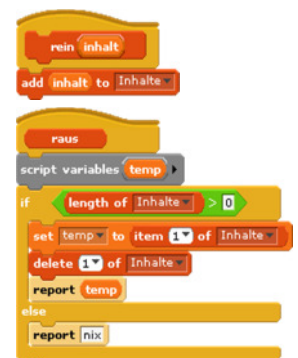 rein inhalt
add inhalt to Inhalte
raus
script variables temp
if length of Inhalte > 0
set temp to item 1 of Inhalte
delete 1 of Inhalte
report temp
else
report nix